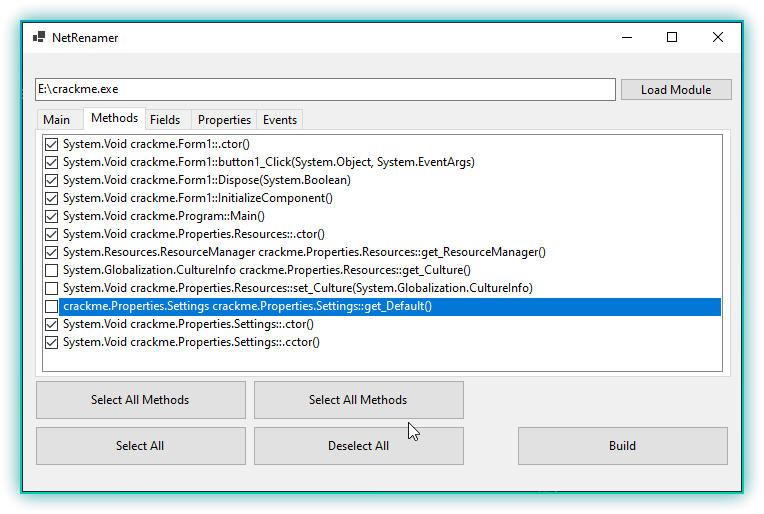 NetRenamer
E:\crackme.exe
Load Module
Main Methods Fields Properties Events
System.Void crackme.Form1::.ctor()
System.Void crackme.Form1::button1_Click(System.Object, System.EventArgs)
System.Void crackme.Form1::Dispose(System.Boolean)
System.Void crackme.Form1::InitializeComponent()
System.Void crackme.Program::Main()
System.Void crackme.Properties.Resources::.ctor()
System.Resources.ResourceManager crackme.Properties.Resources::get_ResourceManager()
System.Globalization.CultureInfo crackme.Properties.Resources::get_Culture()
System.Void crackme.Properties.Resources::set_Culture(System.Globalization.CultureInfo)
crackme.Properties.Settings crackme.Properties.Settings::get_Default()
System.Void crackme.Properties.Settings::.ctor()
System.Void crackme.Properties.Settings::.cctor()
Select All Methods Select All Methods
Select All Deselect All Build